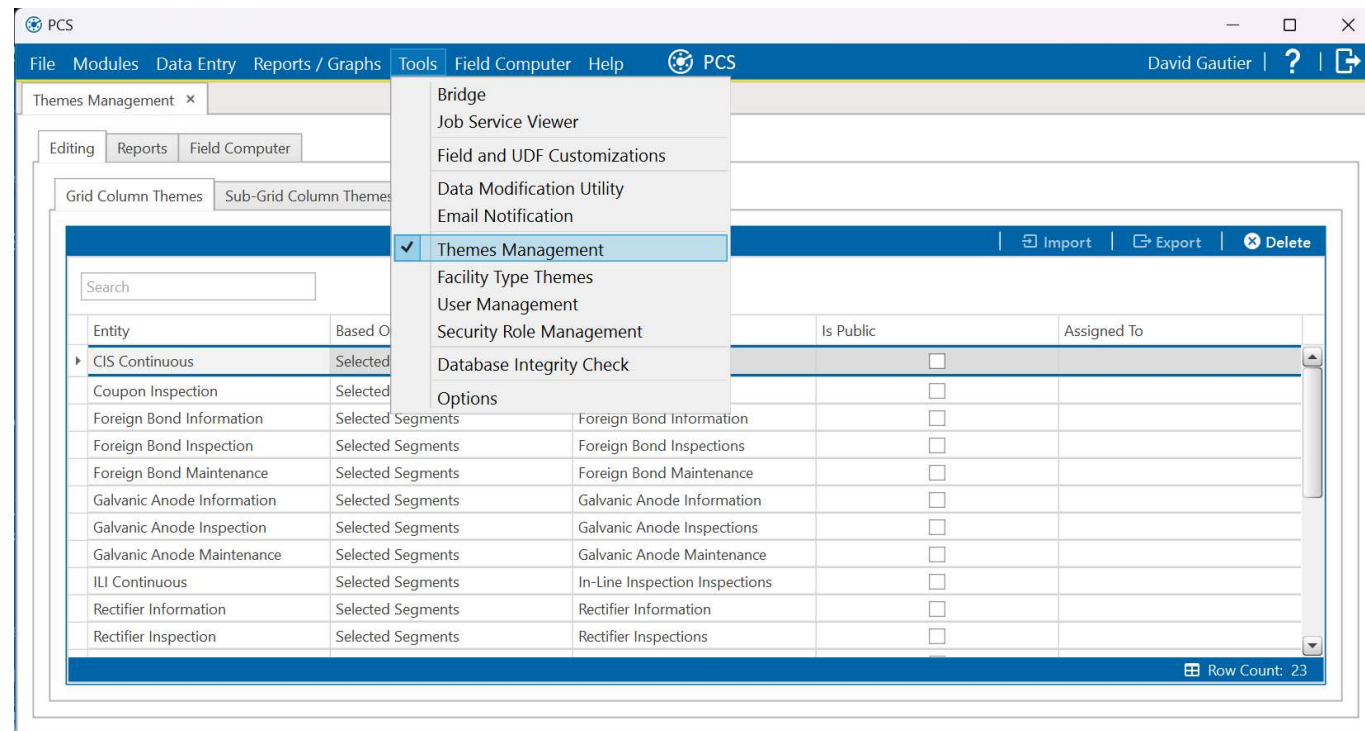 PCS
File Modules Data Entry Reports / Graphs Tools Field Computer Help PCS David Gautier | ? |
Themes Management ×
Bridge
Job Service Viewer
Editing Reports Field Computer
Field and UDF Customizations
Grid Column Themes Sub-Grid Column Themes
Data Modification Utility
Email Notification
Themes Management
| Import | Export | Delete
Facility Type Themes
Search
User Management
Security Role Management
Entity Based O Is Public Assigned To
Database Integrity Check
CIS Continuous Selected
Options
Coupon Inspection Selected
Foreign Bond Information Selected Segments Foreign Bond Information
Foreign Bond Inspection Selected Segments Foreign Bond Inspections
Foreign Bond Maintenance Selected Segments Foreign Bond Maintenance
Galvanic Anode Information Selected Segments Galvanic Anode Information
Galvanic Anode Inspection Selected Segments Galvanic Anode Inspections
Galvanic Anode Maintenance Selected Segments Galvanic Anode Maintenance
ILI Continuous Selected Segments In-Line Inspection Inspections
Rectifier Information Selected Segments Rectifier Information
Rectifier Inspection Selected Segments Rectifier Inspections
Row Count: 23